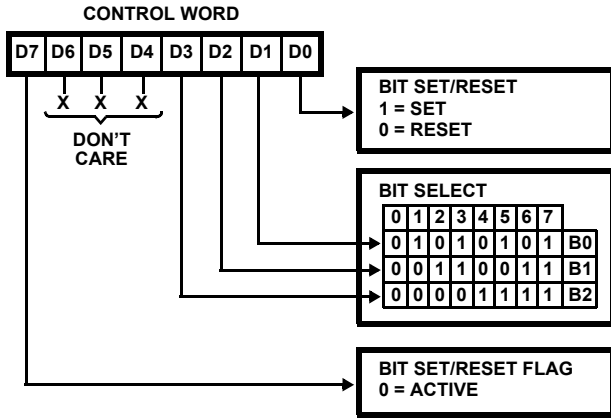 CONTROL WORD
D7 D6 D5 D4 D3 D2 D1 D0
X X X
DON'T
CARE
BIT SET/RESET
1 = SET
0 = RESET
BIT SELECT
0 1 2 3 4 5 6 7
0 1 0 1 0 1 0 1 B0
0 0 1 1 0 0 1 1 B1
0 0 0 0 1 1 1 1 B2
BIT SET/RESET FLAG
0 = ACTIVE